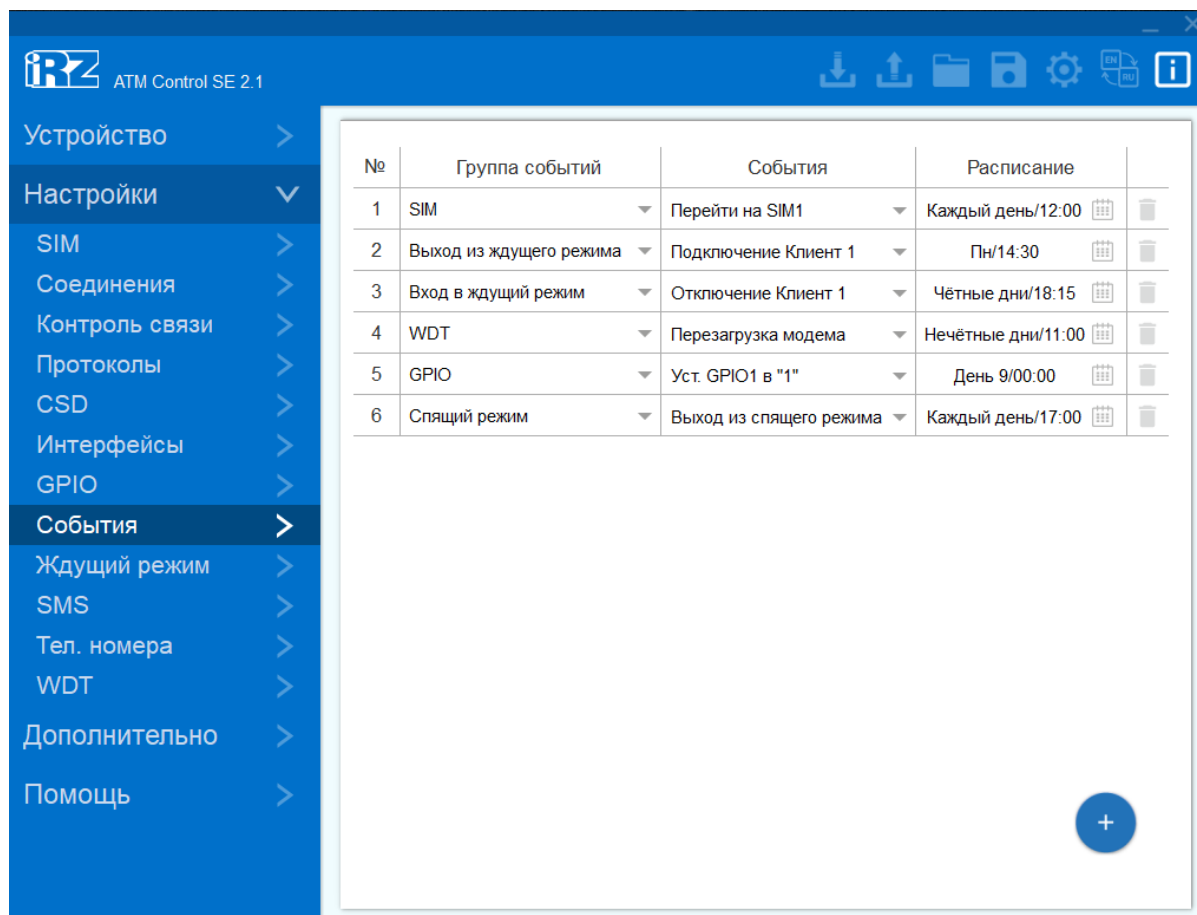 iRZ ATM Control SE 2.1
EN
RU
i
Устройство
Настройки
SIM
Соединения
Контроль связи
Протоколы
CSD
Интерфейсы
GPIO
События
Ждущий режим
SMS
Тел. номера
WDT
Дополнительно
Помощь
№ Группа событий События Расписание
1 SIM Перейти на SIM1 Каждый день/12:00
2 Выход из ждущего режима Подключение Клиент 1 Пн/14:30
3 Вход в ждущий режим Отключение Клиент 1 Чётные дни/18:15
4 WDT Перезагрузка модема Нечётные дни/11:00
5 GPIO Уст. GPIO1 в "1" День 9/00:00
6 Спящий режим Выход из спящего режима Каждый день/17:00
+